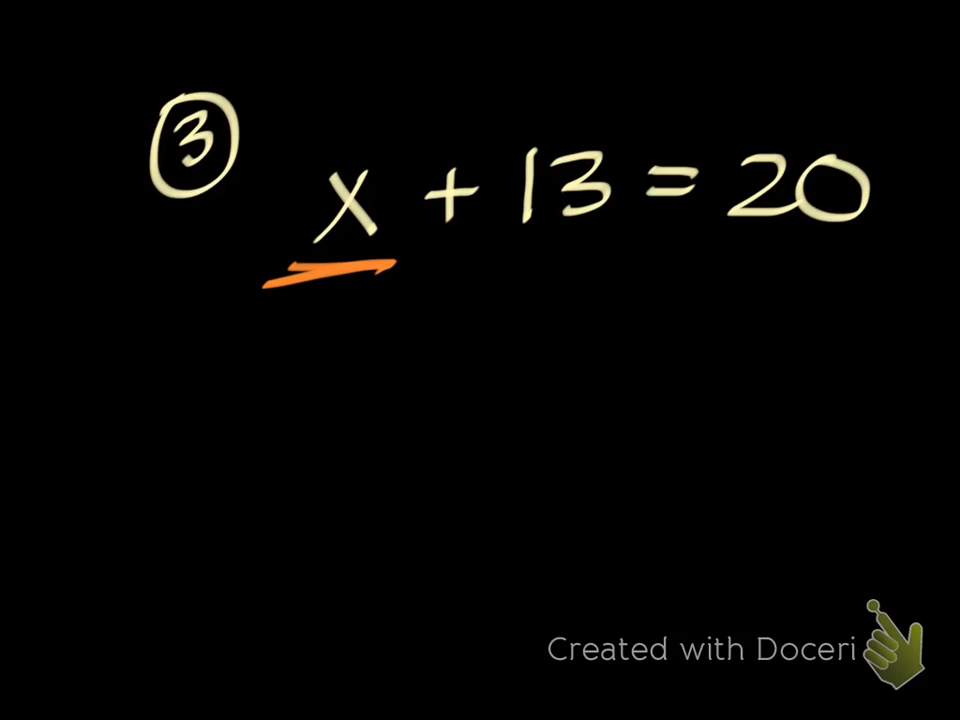 ③ x + 13 = 20
Created with Doceri